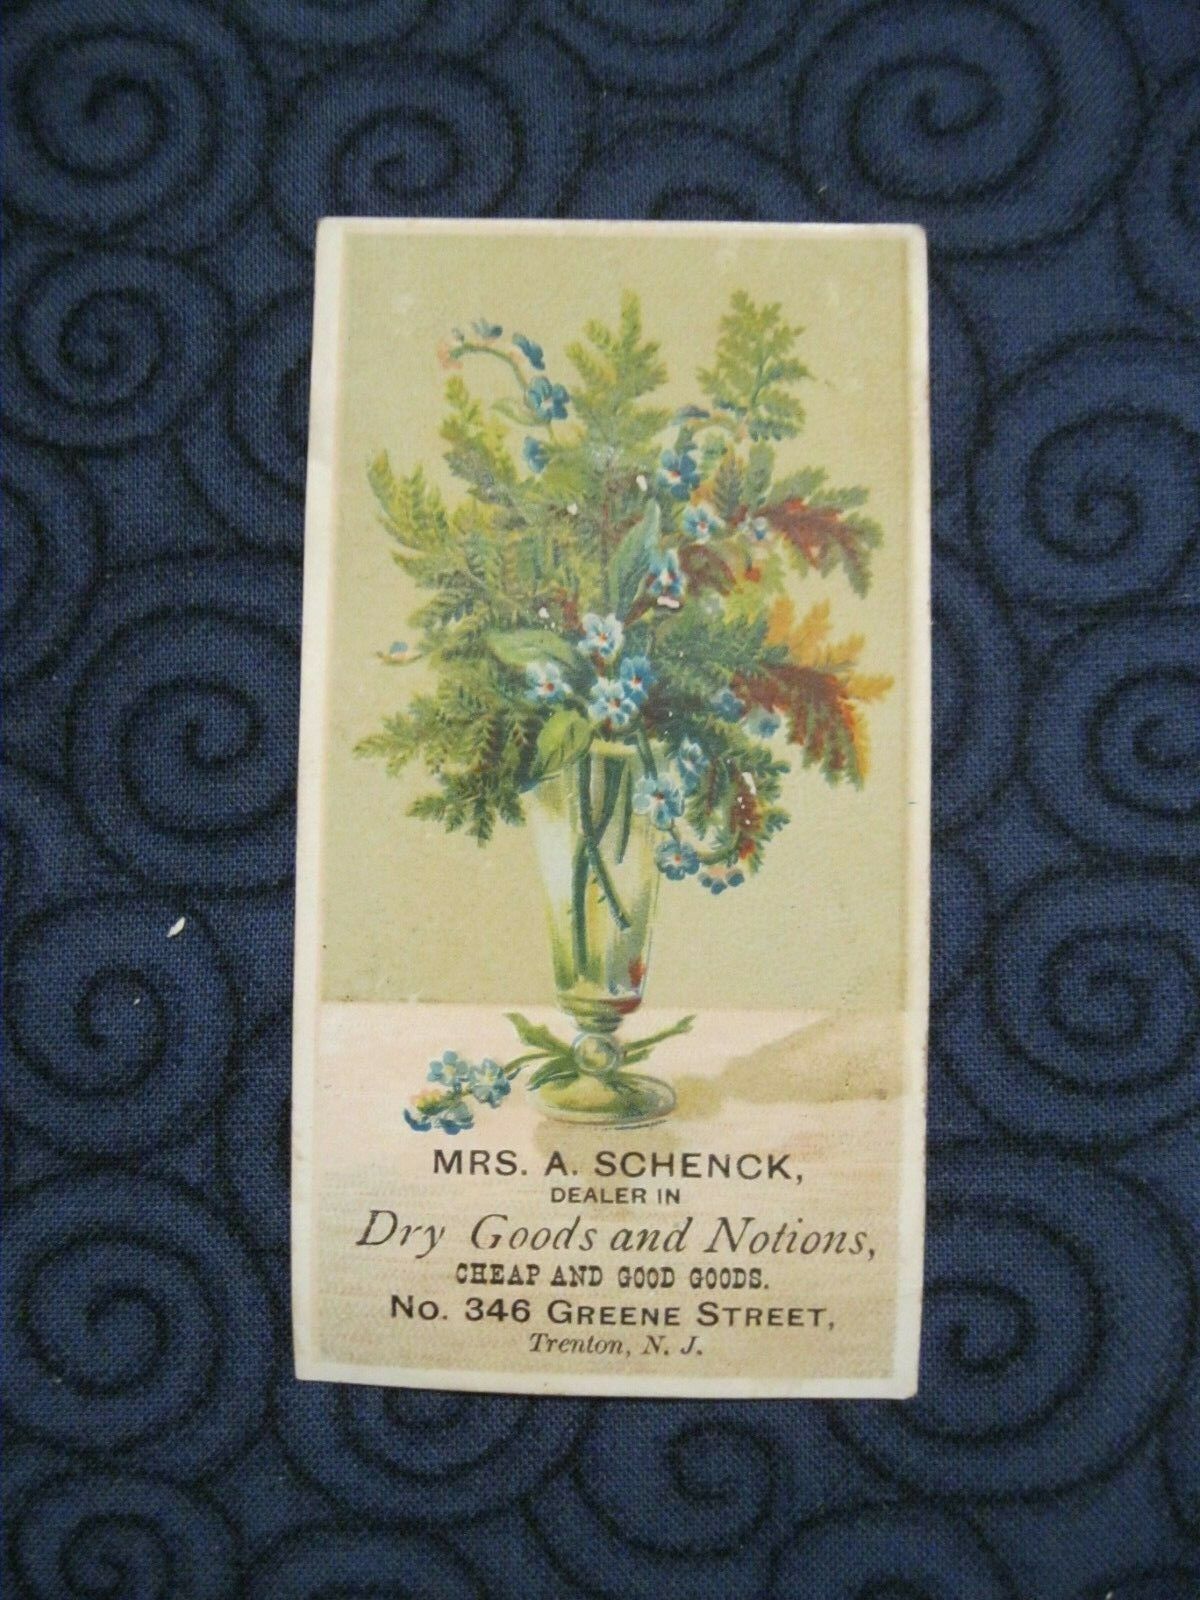 MRS. A. SCHENCK,
DEALER IN
Dry Goods and Notions,
CHEAP AND GOOD GOODS.
No. 346 GREENE STREET,
Trenton, N. J.